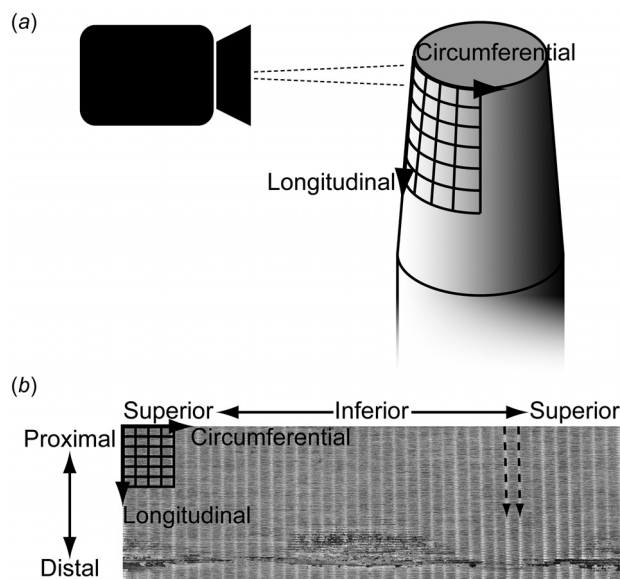 (a)
Circumferential
Longitudinal
(b)
Superior Inferior Superior
Proximal Circumferential
Longitudinal
Distal